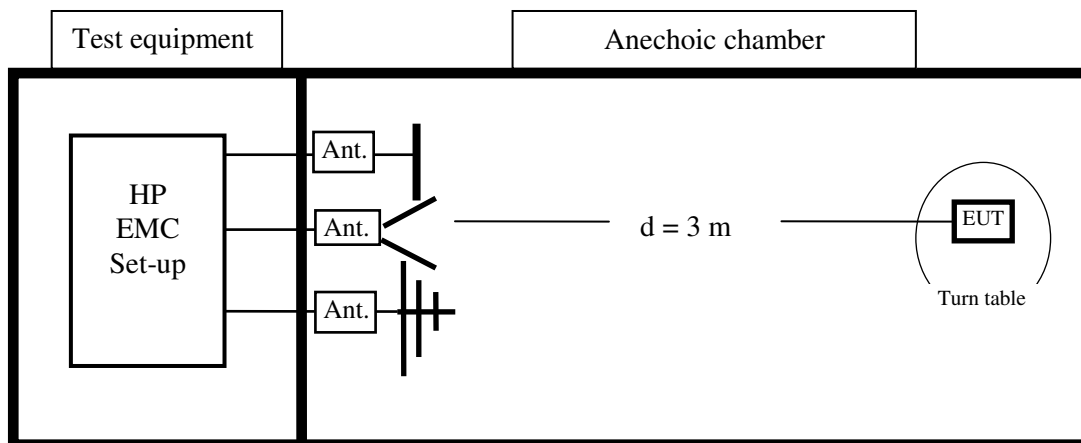 Test equipment
Anechoic chamber
HP
EMC
Set-up
Ant.
Ant.
Ant.
d = 3 m
EUT
Turn table